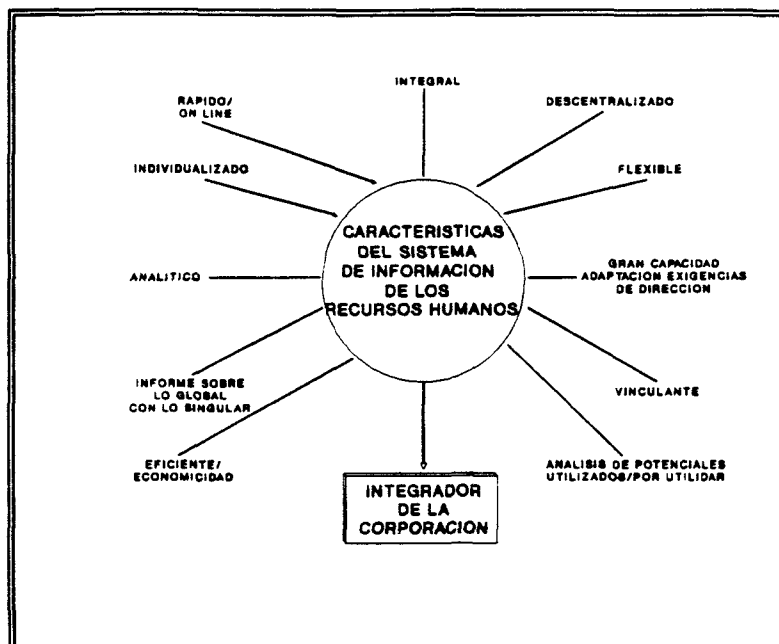 INTEGRAL
RAPIDO/
ON LINE
DESCENTRALIZADO
INDIVIDUALIZADO
FLEXIBLE
CARACTERISTICAS
DEL SISTEMA
DE INFORMACION
DE LOS
RECURSOS HUMANOS
ANALITICO
GRAN CAPACIDAD
ADAPTACION EXIGENCIAS
DE DIRECCION
INFORME SOBRE
LO GLOBAL
CON LO SINGULAR
VINCULANTE
EFICIENTE/
ECONOMICIDAD
ANALISIS DE POTENCIALES
UTILIZADOS/POR UTILIDAR
INTEGRADOR
DE LA
CORPORACION